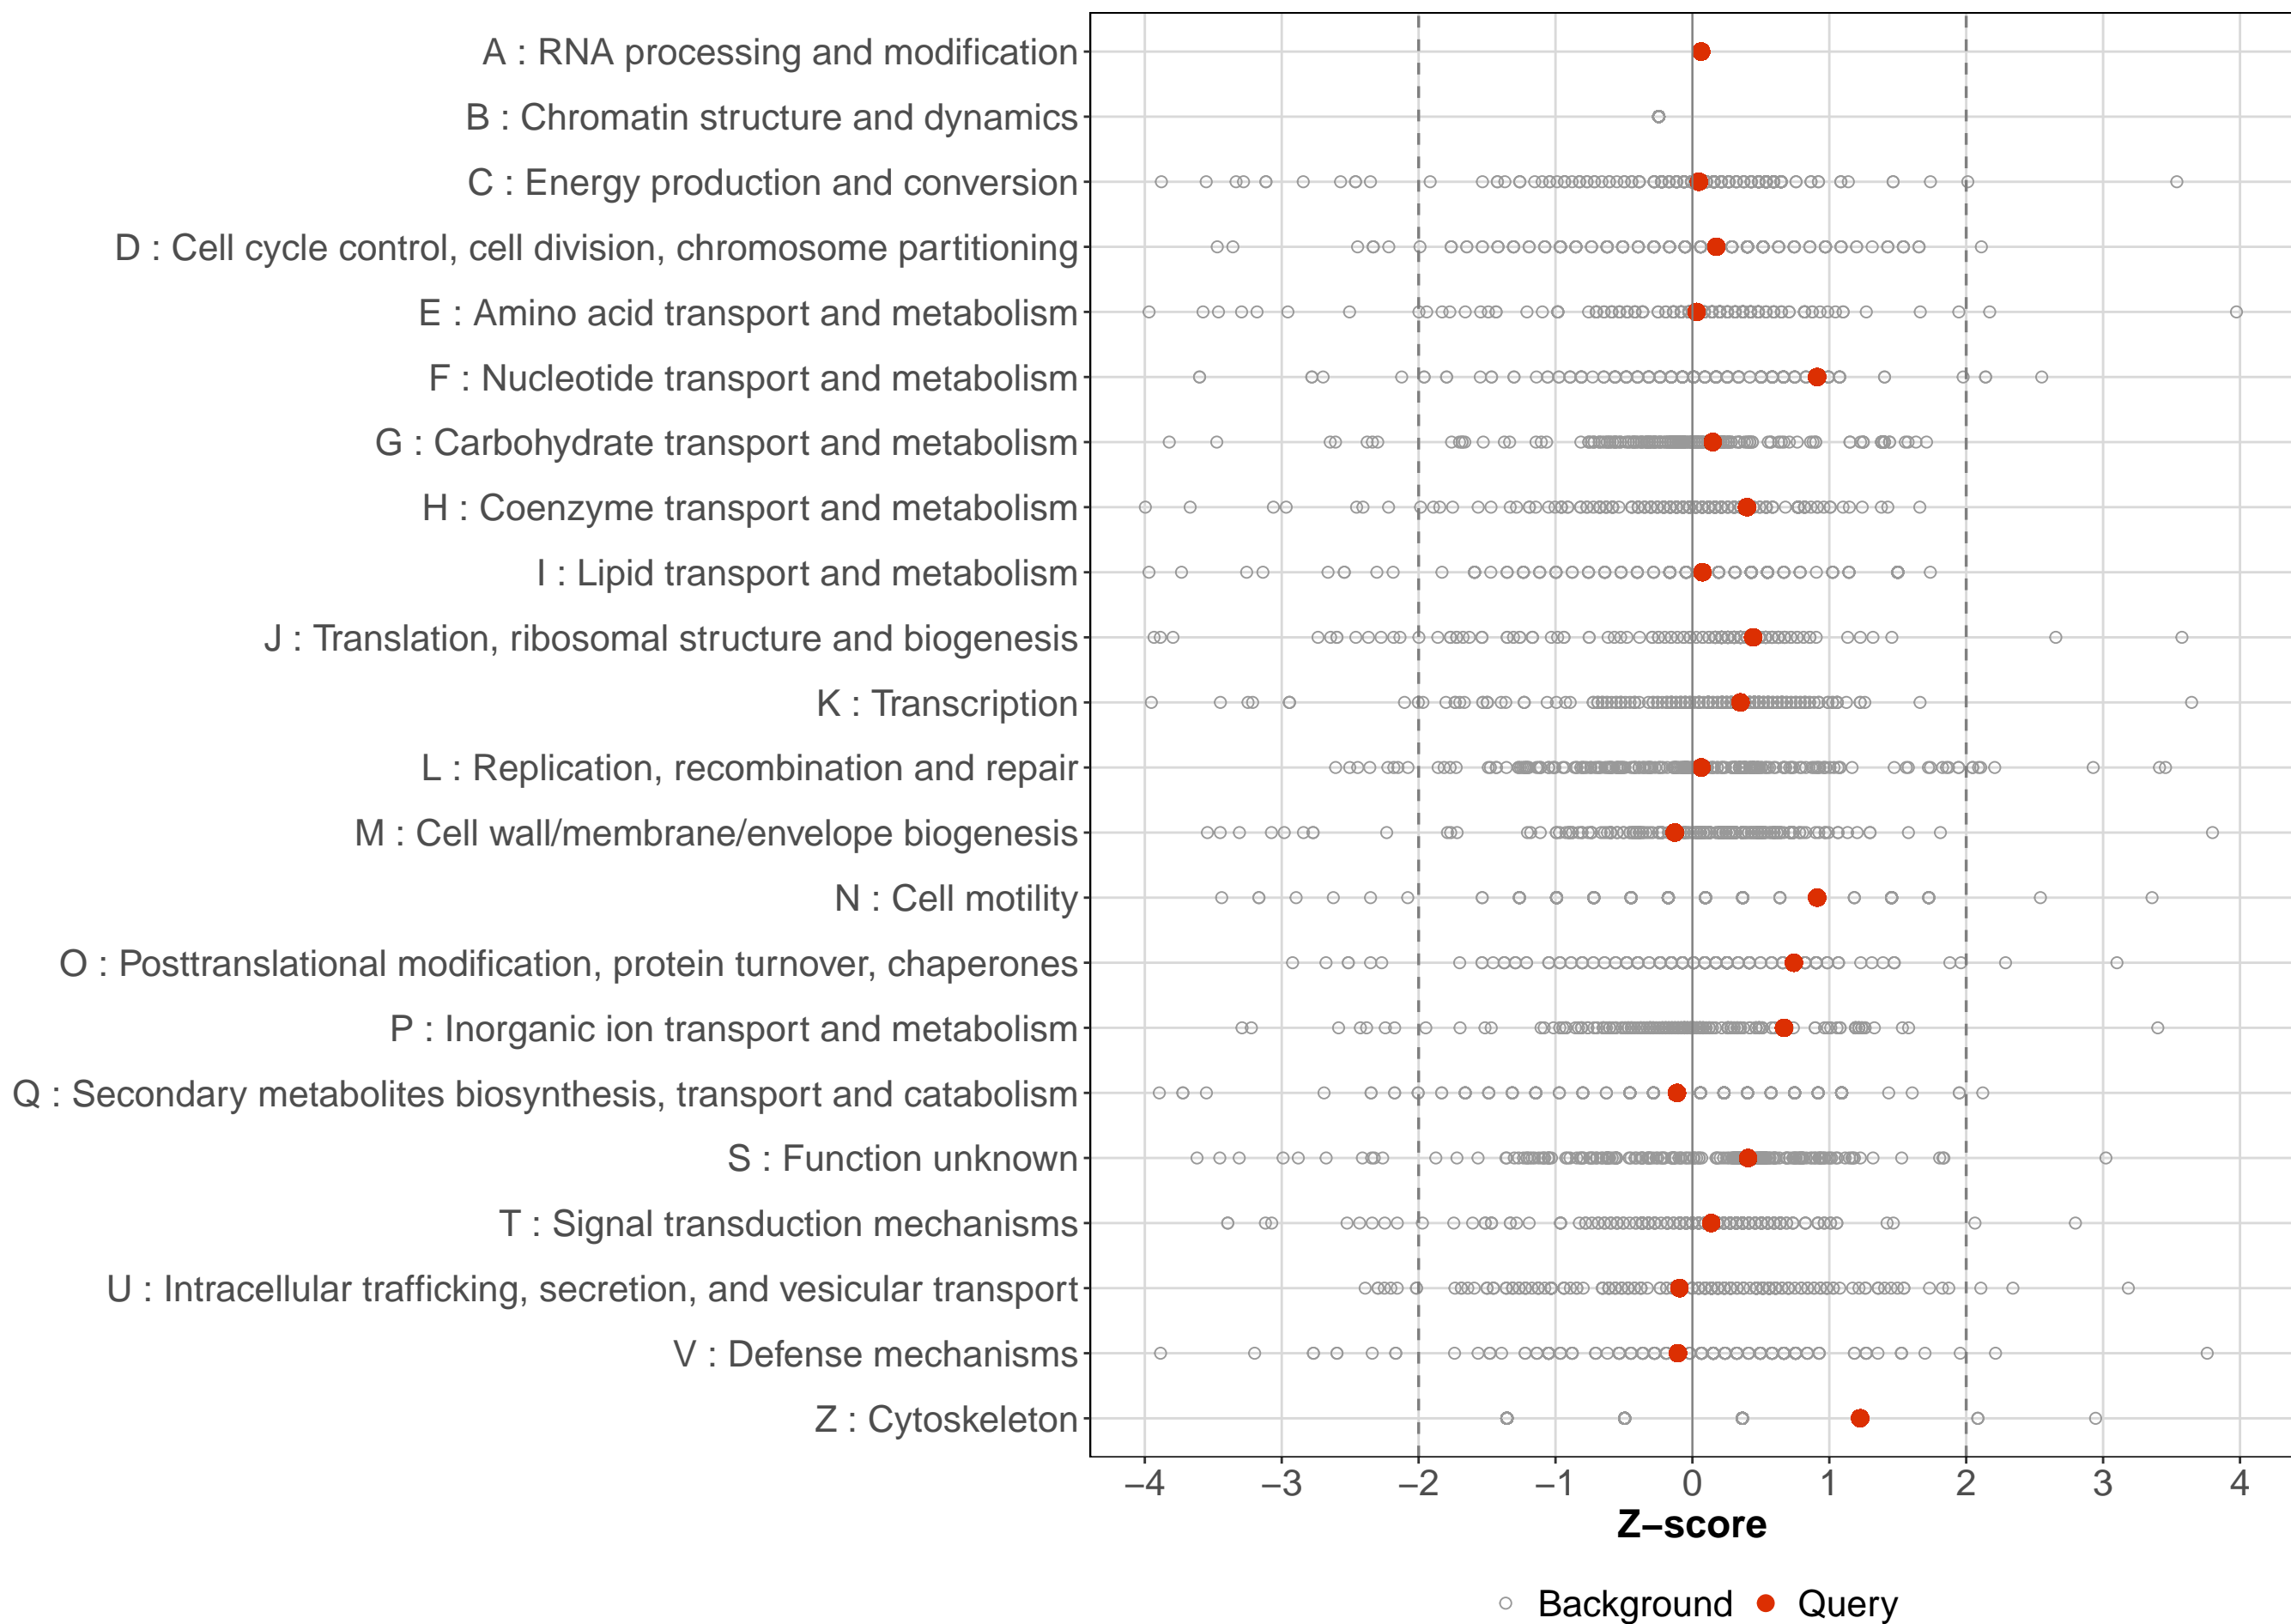 A : RNA processing and modification
B : Chromatin structure and dynamics
C : Energy production and conversion
D : Cell cycle control, cell division, chromosome partitioning
E : Amino acid transport and metabolism
F : Nucleotide transport and metabolism
G : Carbohydrate transport and metabolism
H : Coenzyme transport and metabolism
I : Lipid transport and metabolism
J : Translation, ribosomal structure and biogenesis
K : Transcription
L : Replication, recombination and repair
M : Cell wall/membrane/envelope biogenesis
N : Cell motility
O : Posttranslational modification, protein turnover, chaperones
P : Inorganic ion transport and metabolism
Q : Secondary metabolites biosynthesis, transport and catabolism
S : Function unknown
T : Signal transduction mechanisms
U : Intracellular trafficking, secretion, and vesicular transport
V : Defense mechanisms
Z : Cytoskeleton
−4 −3 −2 −1 0 1 2 3 4
Z−score
Background Query